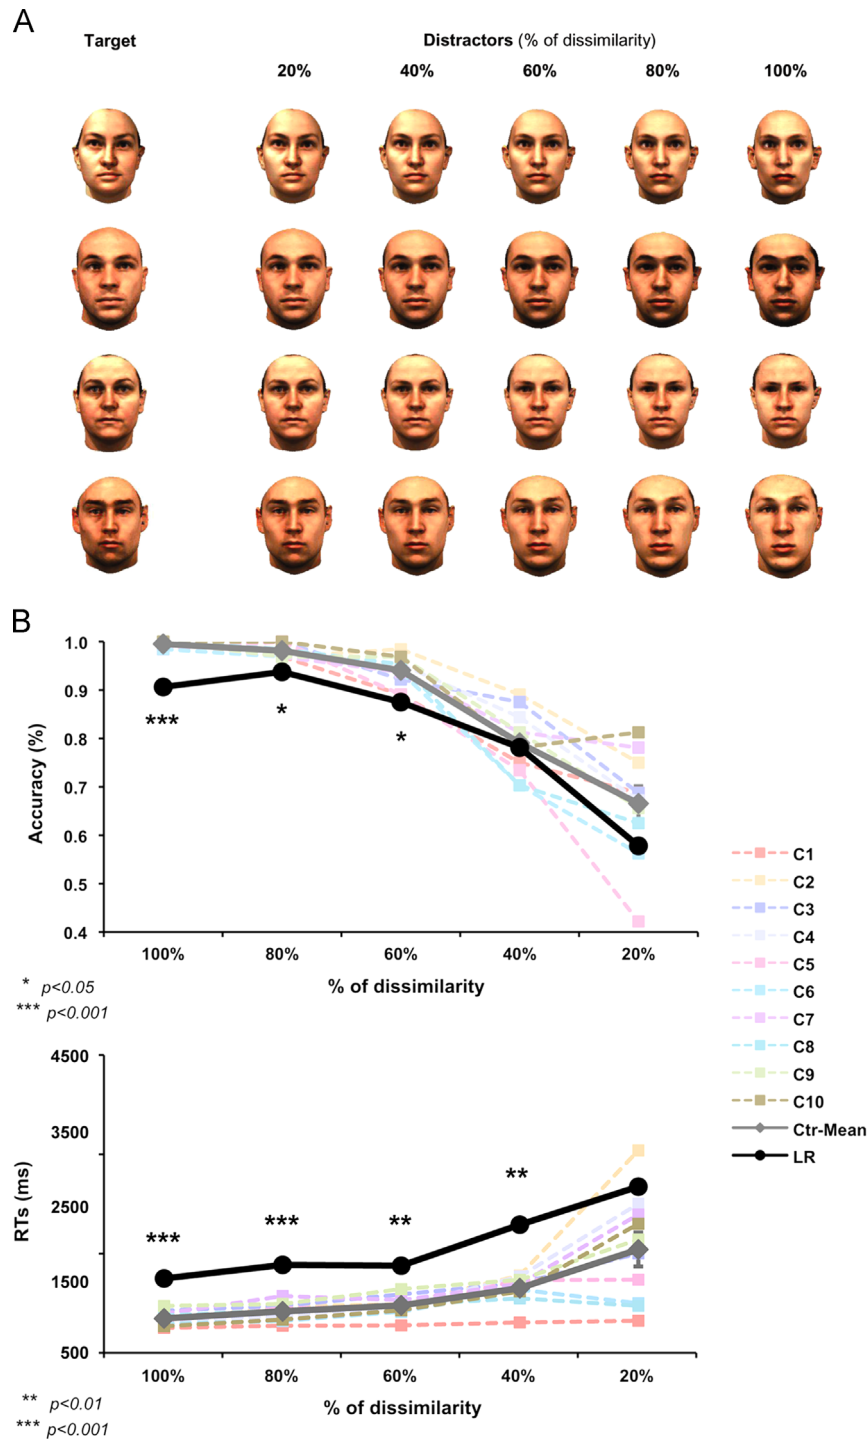 A
Target
Distractors (% of dissimilarity)
20% 40% 60% 80% 100%
B
1.0
0.9
0.8
0.7
0.6
0.5
0.4
Accuracy (%)
***
*
*
100% 80% 60% 40% 20%
% of dissimilarity
* p<0.05
*** p<0.001
C1
C2
C3
C4
C5
C6
C7
C8
C9
C10
Ctr-Mean
LR
4500
3500
2500
1500
500
RTs (ms)
***
***
**
**
100% 80% 60% 40% 20%
% of dissimilarity
** p<0.01
*** p<0.001